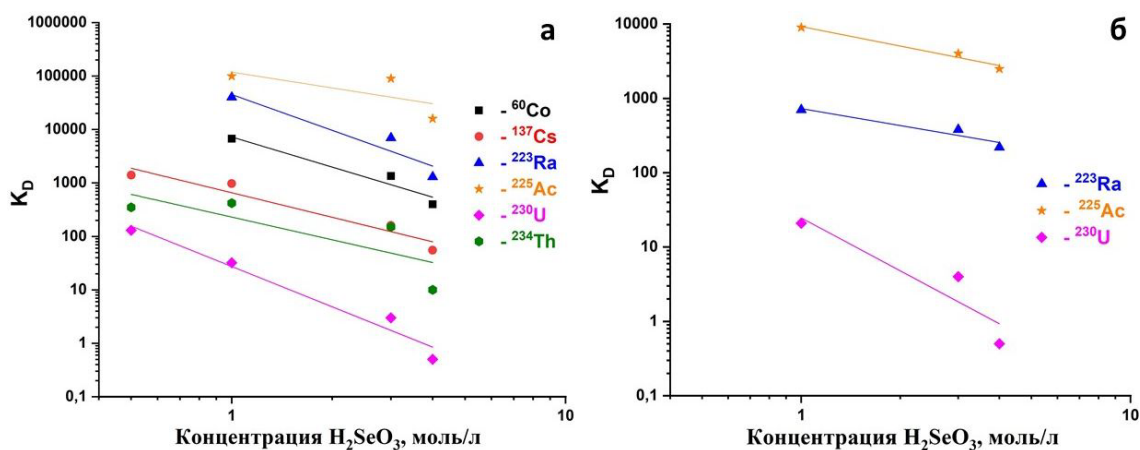 а
1000000
100000
10000
1000
100
10
1
0,1
K_D
1
10
Концентрация H₂SeO₃, моль/л
- ⁶⁰Co
- ¹³⁷Cs
- ²²³Ra
- ²²⁵Ac
- ²³⁰U
- ²³⁴Th
б
10000
1000
100
10
1
0,1
K_D
1
10
Концентрация H₂SeO₃, моль/л
- ²²³Ra
- ²²⁵Ac
- ²³⁰U